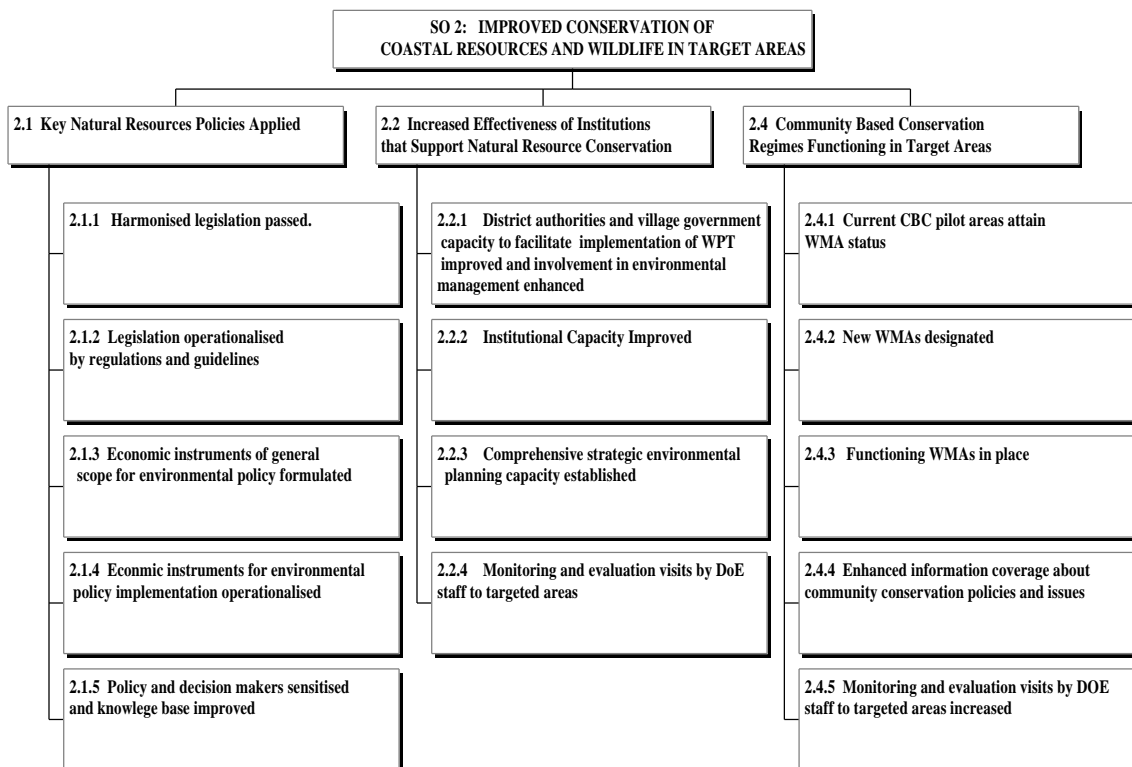 SO 2: IMPROVED CONSERVATION OF
COASTAL RESOURCES AND WILDLIFE IN TARGET AREAS
2.1 Key Natural Resources Policies Applied
2.1.1 Harmonised legislation passed.
2.1.2 Legislation operationalised
by regulations and guidelines
2.1.3 Economic instruments of general
scope for environmental policy formulated
2.1.4 Econmic instruments for environmental
policy implementation operationalised
2.1.5 Policy and decision makers sensitised
and knowlege base improved
2.2 Increased Effectiveness of Institutions
that Support Natural Resource Conservation
2.2.1 District authorities and village government
capacity to facilitate implementation of WPT
improved and involvement in environmental
management enhanced
2.2.2 Institutional Capacity Improved
2.2.3 Comprehensive strategic environmental
planning capacity established
2.2.4 Monitoring and evaluation visits by DoE
staff to targeted areas
2.4 Community Based Conservation
Regimes Functioning in Target Areas
2.4.1 Current CBC pilot areas attain
WMA status
2.4.2 New WMAs designated
2.4.3 Functioning WMAs in place
2.4.4 Enhanced information coverage about
community conservation policies and issues
2.4.5 Monitoring and evaluation visits by DOE
staff to targeted areas increased